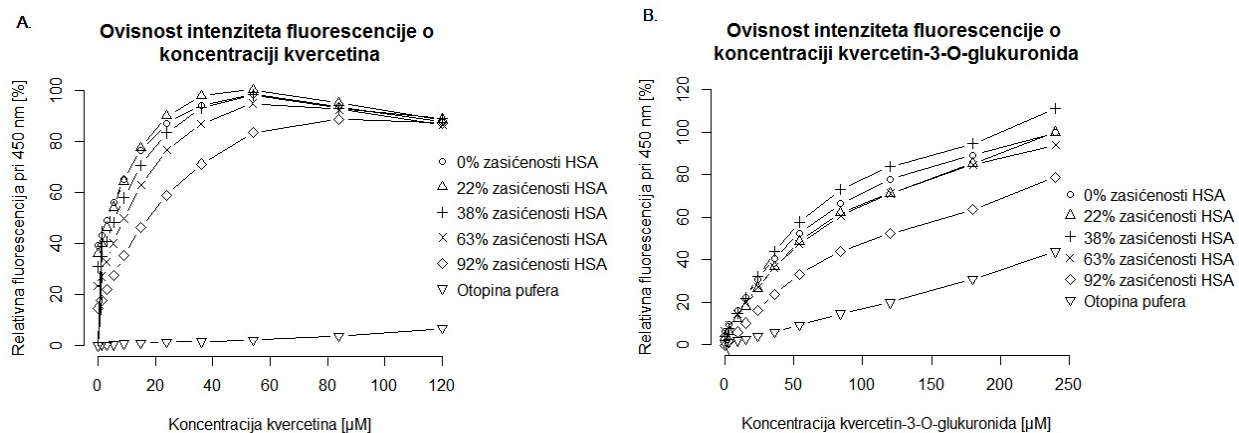 A.
Ovisnost intenziteta fluorescencije o
koncentraciji kvercetina
Relativna fluorescencija pri 450 nm [%]
100
80
60
40
20
0
0% zasićenosti HSA
22% zasićenosti HSA
38% zasićenosti HSA
63% zasićenosti HSA
92% zasićenosti HSA
Otopina pufera
0 20 40 60 80 100 120
Koncentracija kvercetina [µM]
B.
Ovisnost intenziteta fluorescencije o
koncentraciji kvercetin-3-O-glukuronida
Relativna fluorescencija pri 450 nm [%]
120
100
80
60
40
20
0
0% zasićenosti HSA
22% zasićenosti HSA
38% zasićenosti HSA
63% zasićenosti HSA
92% zasićenosti HSA
Otopina pufera
0 50 100 150 200 250
Koncentracija kvercetin-3-O-glukuronida [µM]